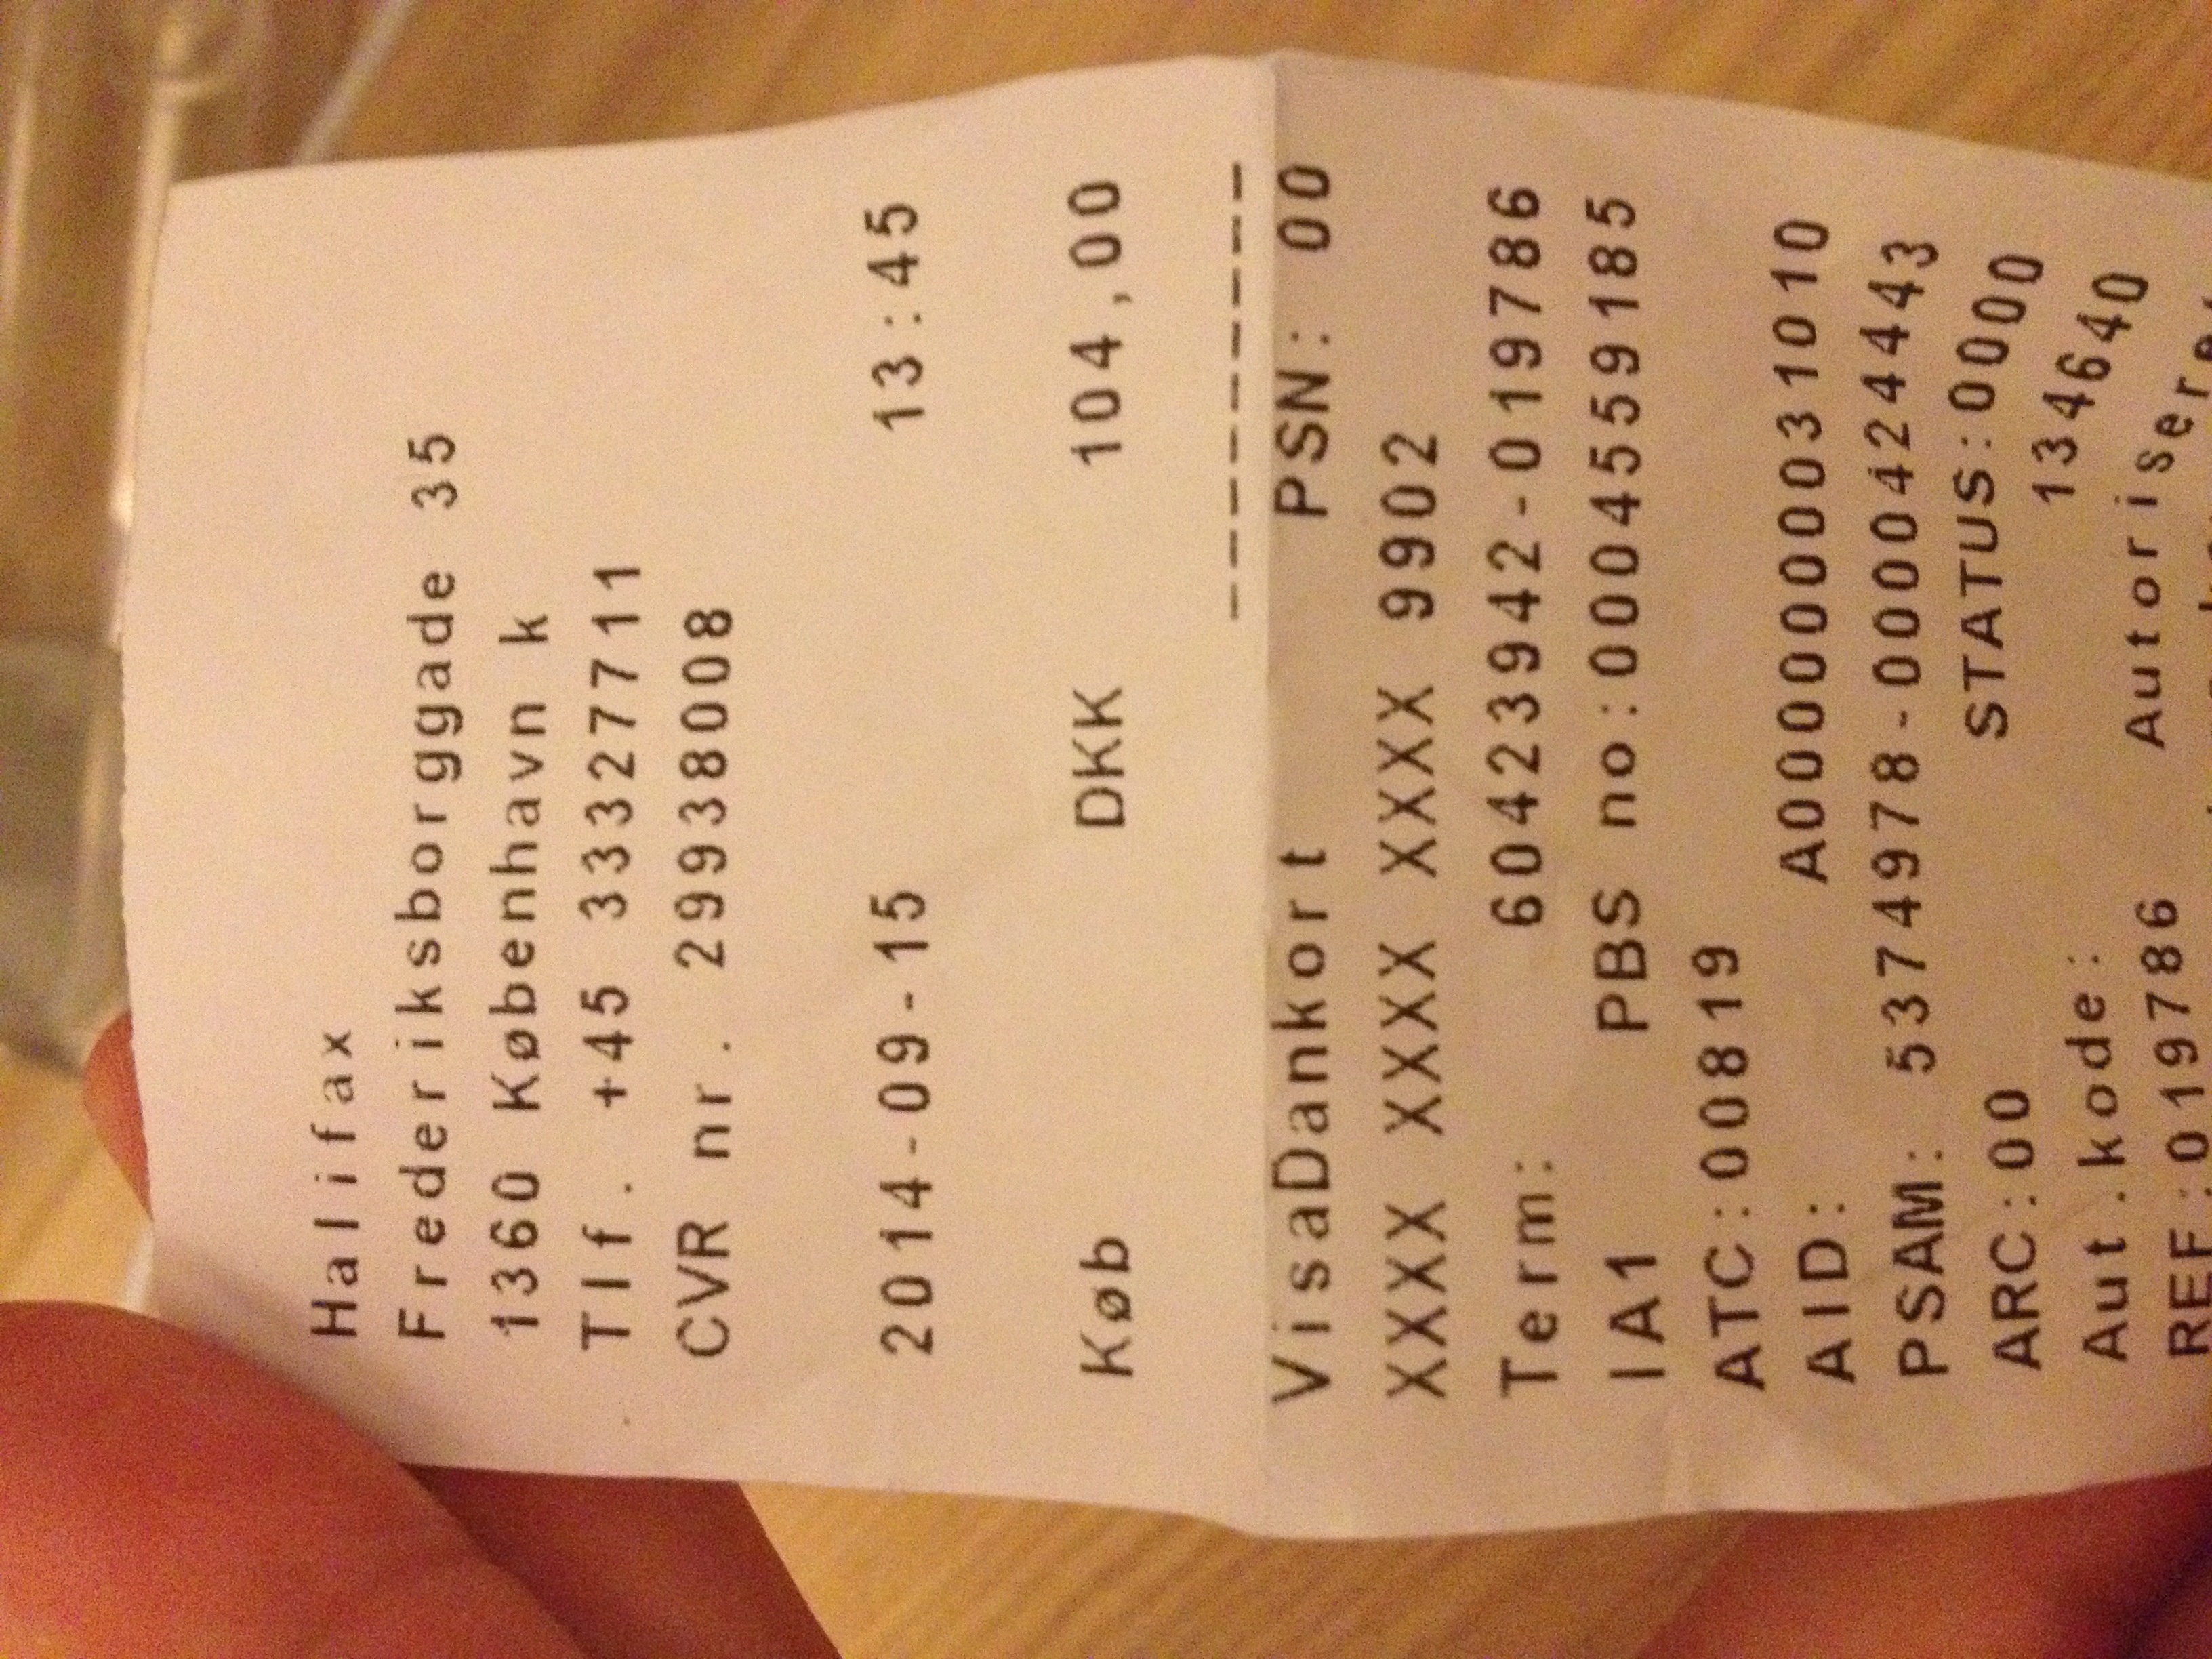 Halifax
Frederiksborggade 35
1360 København k
Tlf. +45 33327711
CVR nr. 29938008
2014-09-15 13:45
Køb DKK 104,00
---------
VisaDankort PSN: 00
XXXX XXXX XXXX 9902
Term: 60423942-019786
IA1 PBS no:0004559185
ATC:00819
AID: A0000000031010
PSAM: 5374978-0000424443
ARC:00 STATUS:0000
Aut.kode: 134640
REF:019786 Autoriseret